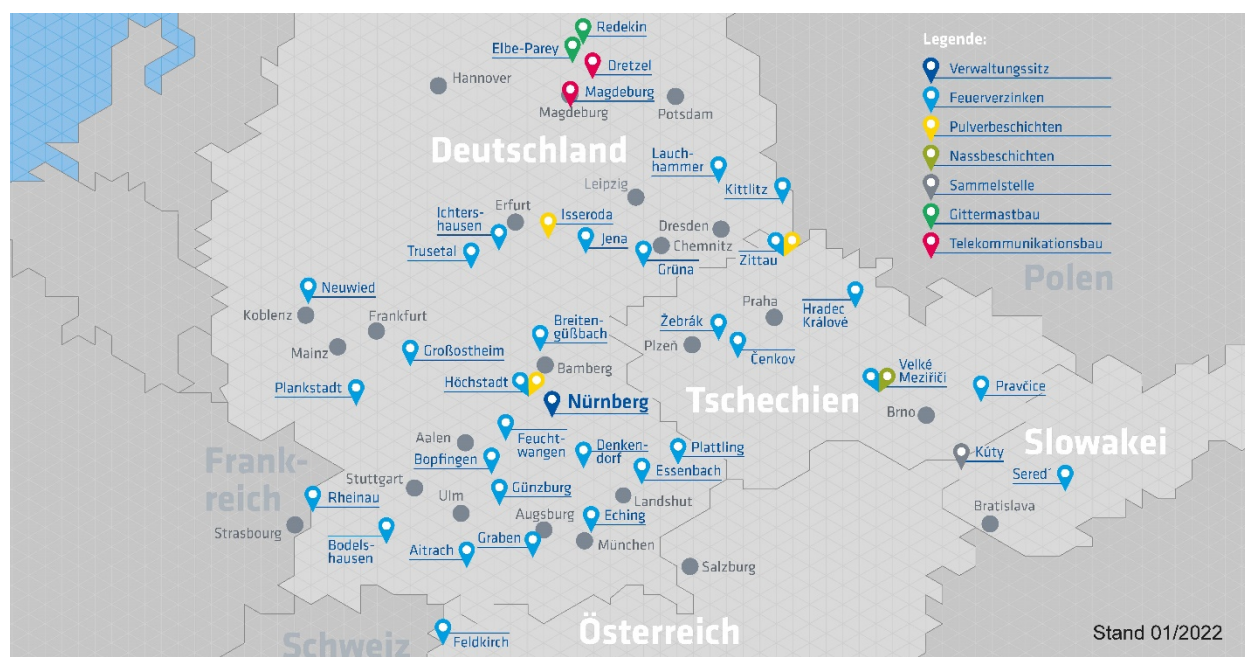 Redekin
Elbe-Parey
Dretzel
Hannover
Magdeburg
Magdeburg
Potsdam
Deutschland
Lauch-
hammer
Kittlitz
Leipzig
Ichters-
hausen
Erfurt
Isseroda
Dresden
Jena
Chemnitz
Trusetal
Grüna
Zittau
Legende:
Verwaltungssitz
Feuerverzinken
Pulverbeschichten
Nassbeschichten
Sammelstelle
Gittermastbau
Telekommunikationsbau
Polen
Neuwied
Koblenz
Frankfurt
Mainz
Großostheim
Plankstadt
Breiten-
güßbach
Bamberg
Höchstadt
Nürnberg
Praha
Hradec
Králové
Žebrák
Plzeň
Čenkov
Velké
Meziříčí
Tschechien
Brno
Pravčice
Slowakei
Kúty
Sereď
Bratislava
Frank-
reich
Aalen
Feucht-
wangen
Bopfingen
Denken-
dorf
Plattling
Essenbach
Stuttgart
Ulm
Günzburg
Landshut
Rheinau
Strasbourg
Augsburg
Eching
Bodels-
hausen
Aitrach
Graben
München
Salzburg
Schweiz
Feldkirch
Österreich
Stand 01/2022